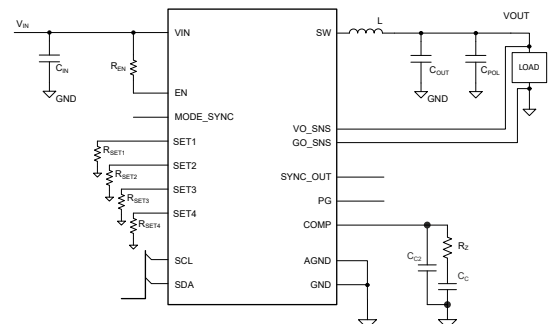 VIN
VIN
CIN
GND
REN
EN
MODE_SYNC
SET1
RSET1
SET2
RSET2
SET3
RSET3
SET4
RSET4
SCL
SDA
SW
L
VOUT
COUT
GND
CPOL
LOAD
VO_SNS
GO_SNS
SYNC_OUT
PG
COMP
RZ
CC2
CC
AGND
GND